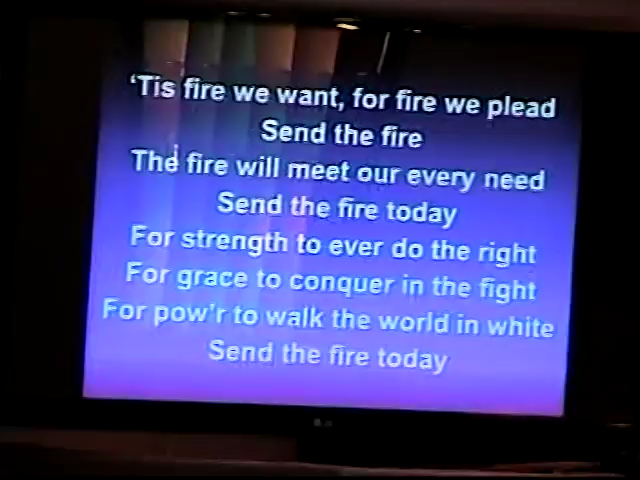 ‘Tis fire we want, for fire we plead
Send the fire
The fire will meet our every need
Send the fire today
For strength to ever do the right
For grace to conquer in the fight
For pow'r to walk the world in white
Send the fire today
LG